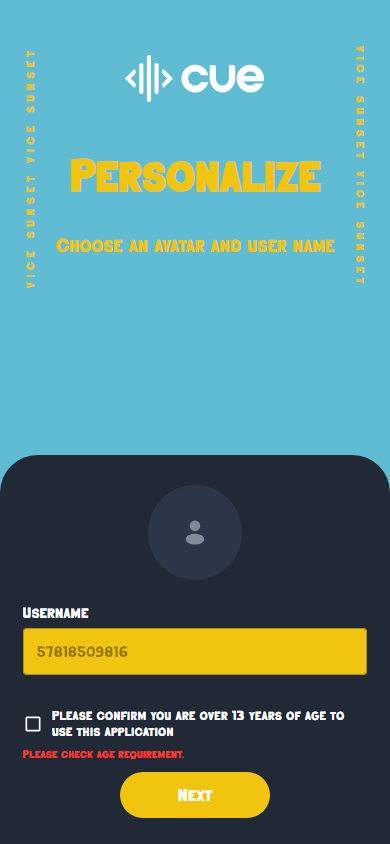 cue
VICE SUNSET VICE SUNSET
VICE SUNSET VICE SUNSET
Personalize
Choose an avatar and user name
Username
57818509816
Please confirm you are over 13 years of age to
use this application
Please check age requirement.
Next